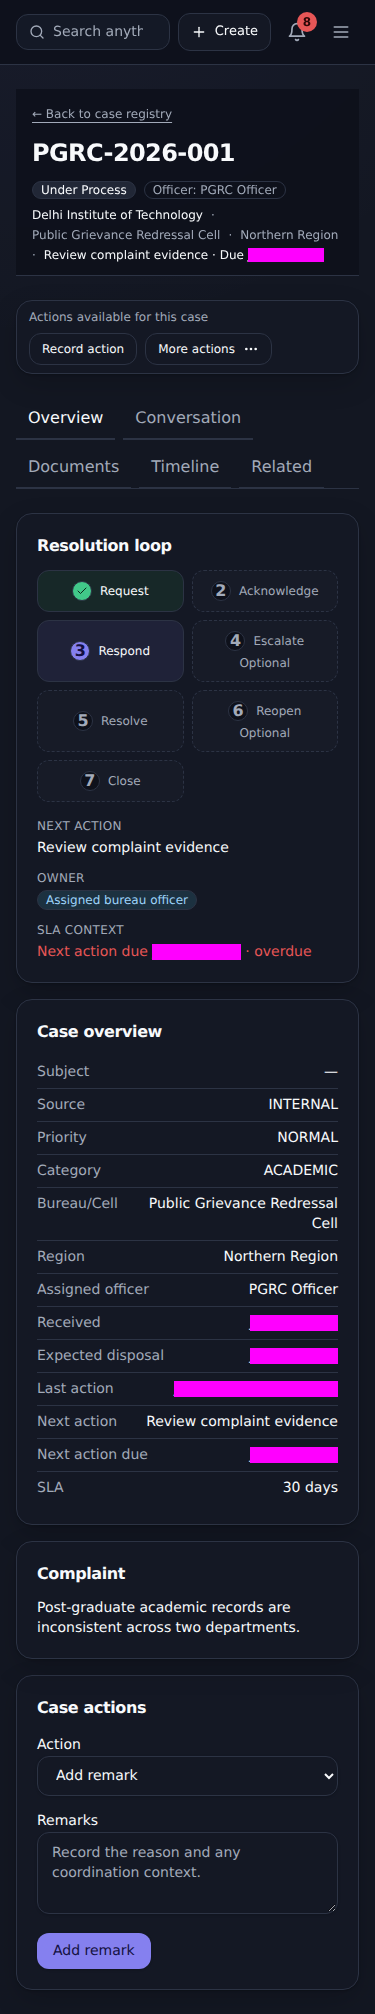 Search anyth
Create
8
← Back to case registry
PGRC-2026-001
Under Process
Officer: PGRC Officer
Delhi Institute of Technology ·
Public Grievance Redressal Cell · Northern Region
· Review complaint evidence · Due
Actions available for this case
Record action
More actions ···
Overview
Conversation
Documents
Timeline
Related
Resolution loop
Request
2 Acknowledge
3 Respond
4 Escalate
Optional
5 Resolve
6 Reopen
Optional
7 Close
NEXT ACTION
Review complaint evidence
OWNER
Assigned bureau officer
SLA CONTEXT
Next action due · overdue
Case overview
Subject —
Source INTERNAL
Priority NORMAL
Category ACADEMIC
Bureau/Cell Public Grievance Redressal
Cell
Region Northern Region
Assigned officer PGRC Officer
Received
Expected disposal
Last action
Next action Review complaint evidence
Next action due
SLA 30 days
Complaint
Post-graduate academic records are
inconsistent across two departments.
Case actions
Action
Add remark
Remarks
Record the reason and any
coordination context.
Add remark